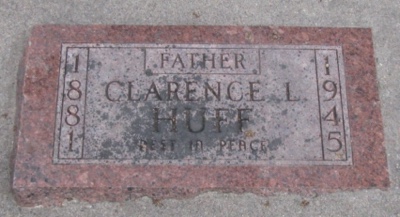 FATHER
1881
CLARENCE L
1945
HUFF
REST IN PEACE